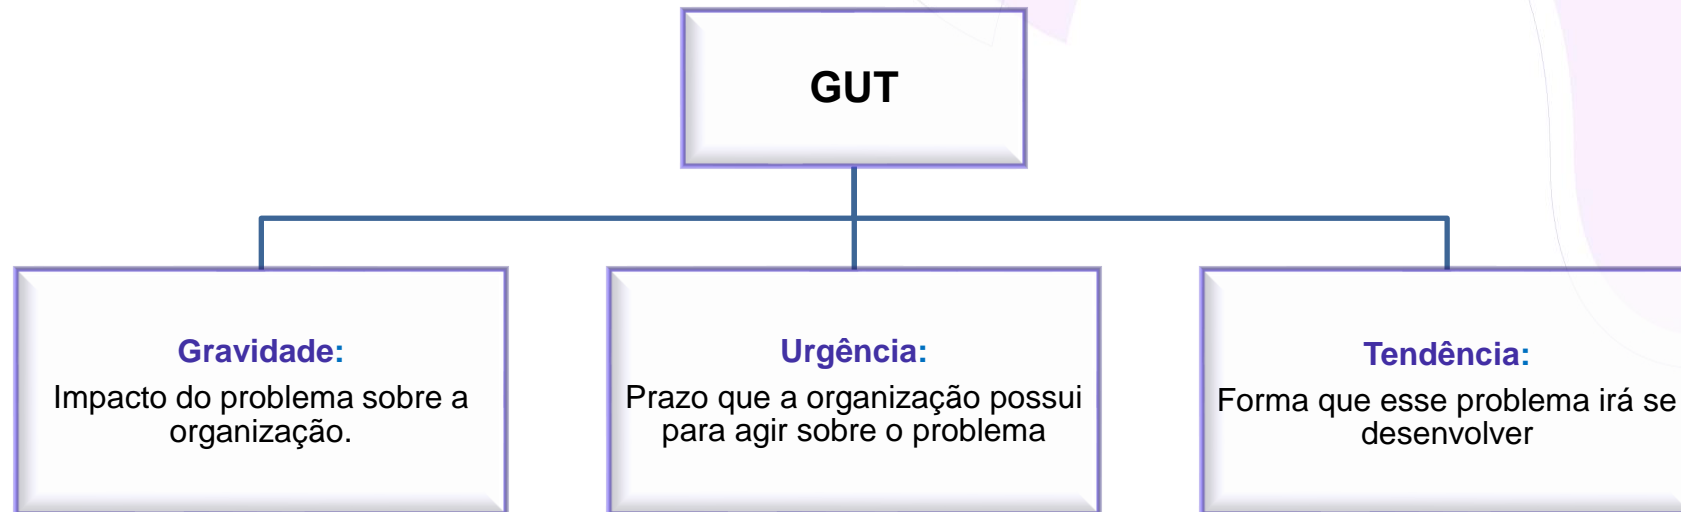 GUT
Gravidade:
Impacto do problema sobre a
organização.
Urgência:
Prazo que a organização possui
para agir sobre o problema
Tendência:
Forma que esse problema irá se
desenvolver